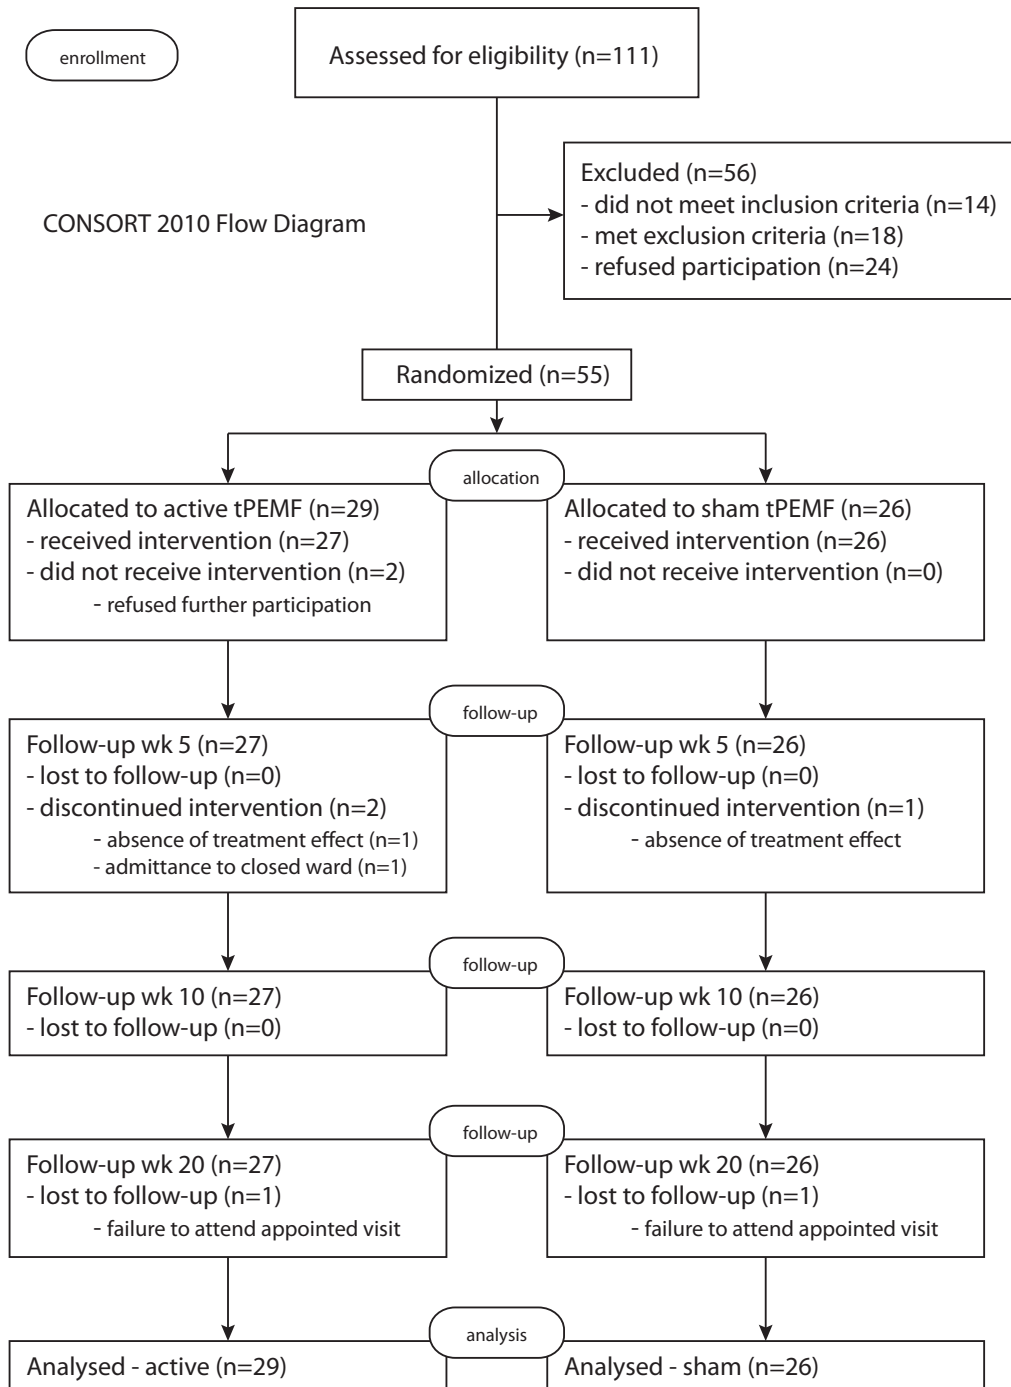 enrollment
Assessed for eligibility (n=111)
Excluded (n=56)
- did not meet inclusion criteria (n=14)
- met exclusion criteria (n=18)
- refused participation (n=24)
CONSORT 2010 Flow Diagram
Randomized (n=55)
allocation
Allocated to active tPEMF (n=29)
- received intervention (n=27)
- did not receive intervention (n=2)
- refused further participation
Allocated to sham tPEMF (n=26)
- received intervention (n=26)
- did not receive intervention (n=0)
follow-up
Follow-up wk 5 (n=27)
- lost to follow-up (n=0)
- discontinued intervention (n=2)
- absence of treatment effect (n=1)
- admittance to closed ward (n=1)
Follow-up wk 5 (n=26)
- lost to follow-up (n=0)
- discontinued intervention (n=1)
- absence of treatment effect
follow-up
Follow-up wk 10 (n=27)
- lost to follow-up (n=0)
Follow-up wk 10 (n=26)
- lost to follow-up (n=0)
follow-up
Follow-up wk 20 (n=27)
- lost to follow-up (n=1)
- failure to attend appointed visit
Follow-up wk 20 (n=26)
- lost to follow-up (n=1)
- failure to attend appointed visit
analysis
Analysed - active (n=29)
Analysed - sham (n=26)